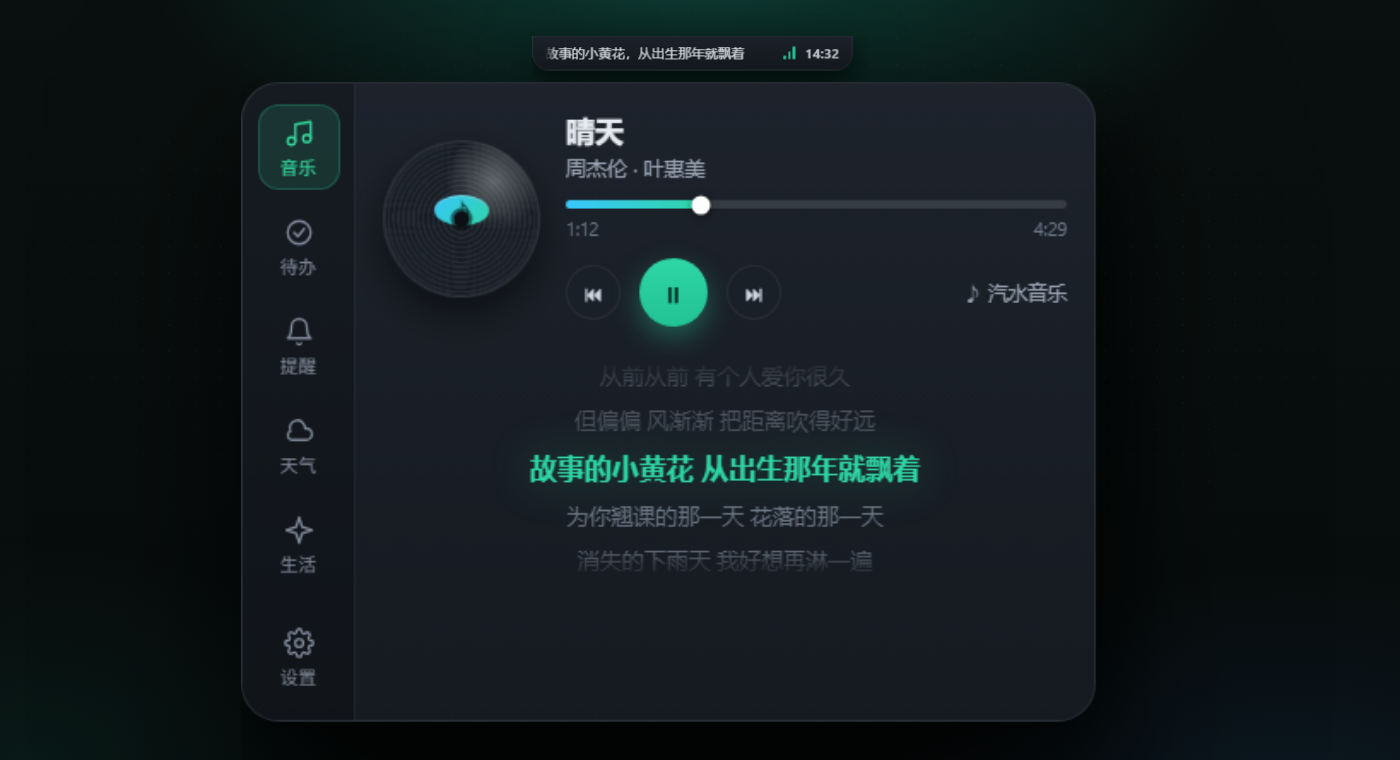 故事的小黄花，从出生那年就飘着 14:32
音乐
待办
提醒
天气
生活
设置
晴天
周杰伦 · 叶惠美
1:12 4:29
汽水音乐
从前从前 有个人爱你很久
但偏偏 风渐渐 把距离吹得好远
故事的小黄花 从出生那年就飘着
为你翘课的那一天 花落的那一天
消失的下雨天 我好想再淋一遍